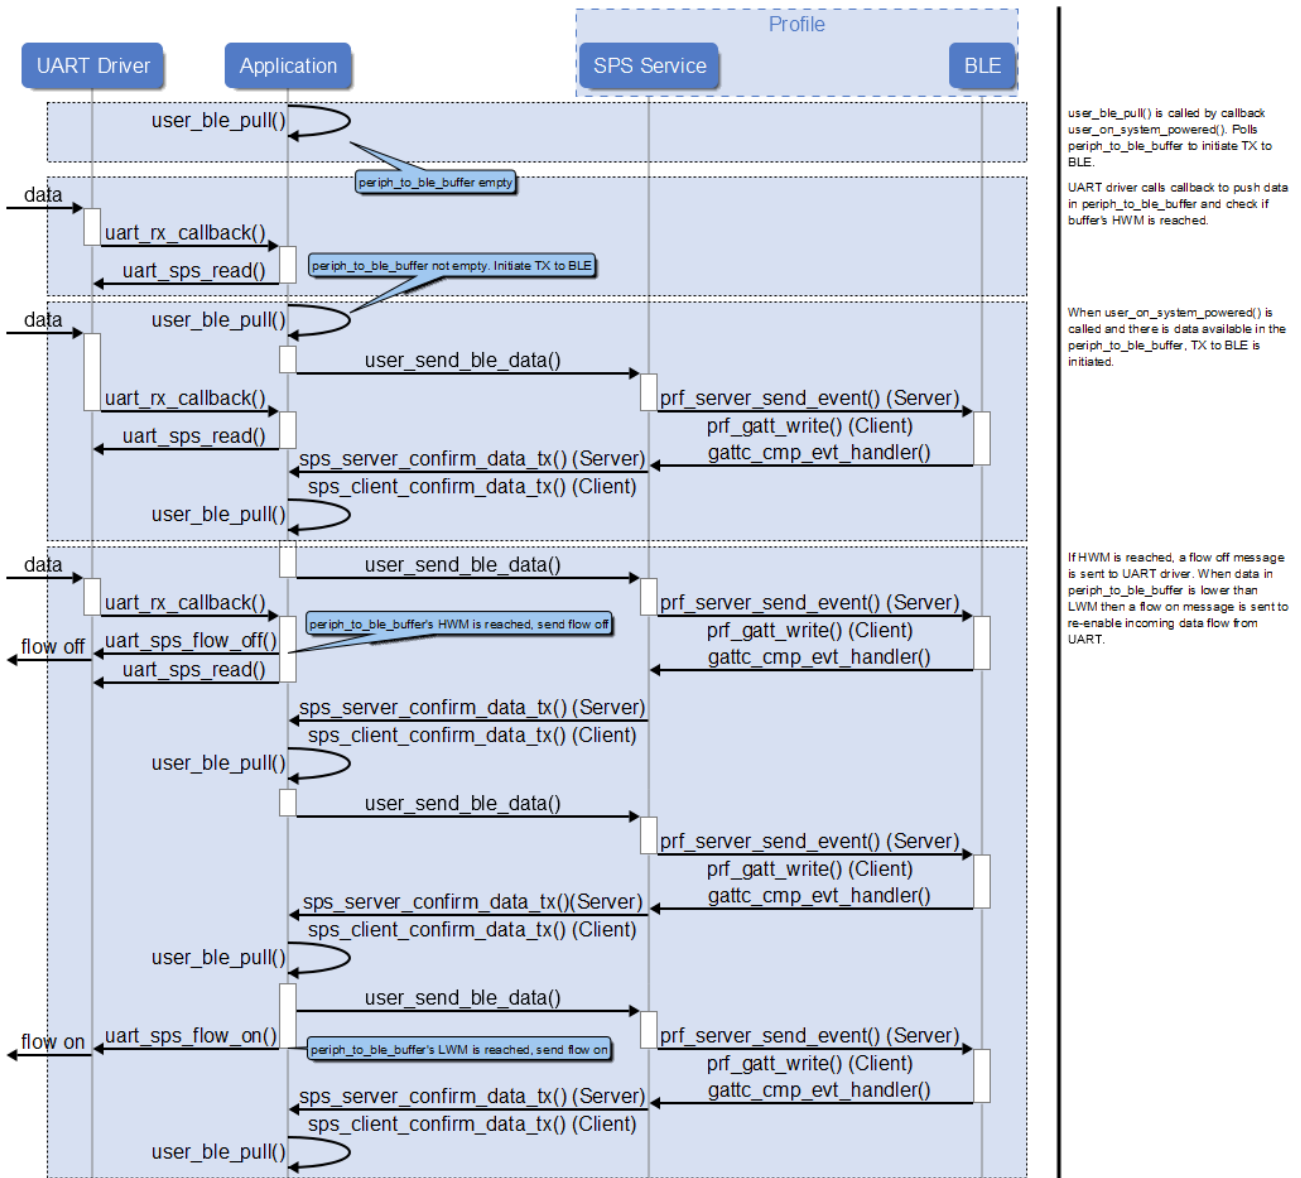 Profile
UART Driver
Application
SPS Service
BLE
user_ble_pull()
periph_to_ble_buffer empty
user_ble_pull() is called by callback
user_on_system_powered(). Polls
periph_to_ble_buffer to initiate TX to
BLE.
data
uart_rx_callback()
uart_sps_read()
periph_to_ble_buffer not empty. Initiate TX to BLE
UART driver calls callback to push data
in periph_to_ble_buffer and check if
buffer's HWM is reached.
user_ble_pull()
data
user_send_ble_data()
uart_rx_callback()
prf_server_send_event() (Server)
prf_gatt_write() (Client)
uart_sps_read()
gattc_cmp_evt_handler()
sps_server_confirm_data_tx() (Server)
sps_client_confirm_data_tx() (Client)
user_ble_pull()
When user_on_system_powered() is
called and there is data available in the
periph_to_ble_buffer, TX to BLE is
initiated.
data
user_send_ble_data()
uart_rx_callback()
prf_server_send_event() (Server)
periph_to_ble_buffer's HWM is reached, send flow off
prf_gatt_write() (Client)
flow off
uart_sps_flow_off()
gattc_cmp_evt_handler()
uart_sps_read()
sps_server_confirm_data_tx() (Server)
sps_client_confirm_data_tx() (Client)
user_ble_pull()
user_send_ble_data()
prf_server_send_event() (Server)
prf_gatt_write() (Client)
gattc_cmp_evt_handler()
sps_server_confirm_data_tx()(Server)
sps_client_confirm_data_tx() (Client)
user_ble_pull()
user_send_ble_data()
flow on
uart_sps_flow_on()
periph_to_ble_buffer's LWM is reached, send flow on
prf_server_send_event() (Server)
prf_gatt_write() (Client)
gattc_cmp_evt_handler()
sps_server_confirm_data_tx() (Server)
sps_client_confirm_data_tx() (Client)
user_ble_pull()
If HWM is reached, a flow off message
is sent to UART driver. When data in
periph_to_ble_buffer is lower than
LWM then a flow on message is sent to
re-enable incoming data flow from
UART.